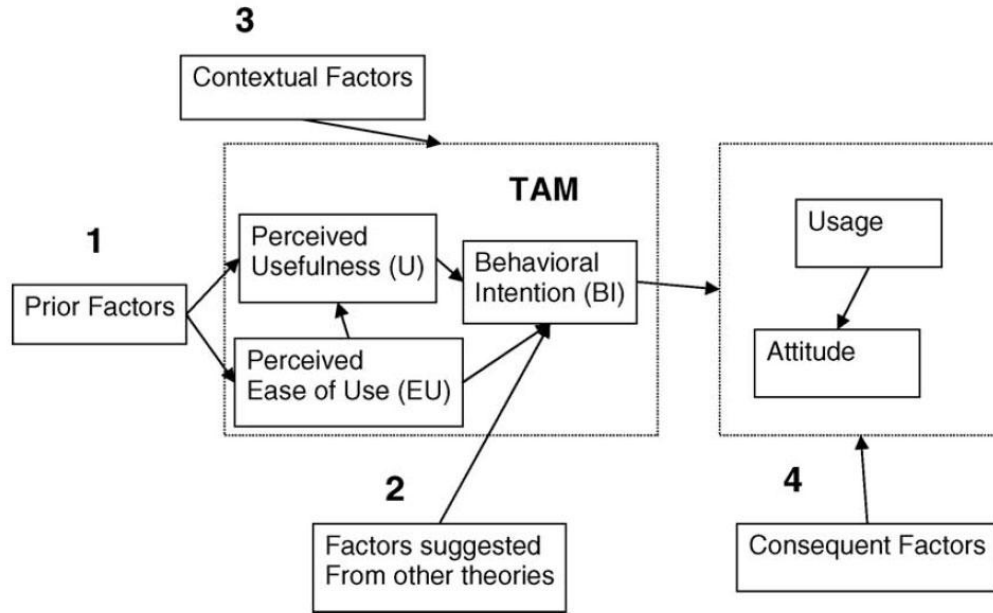 3
Contextual Factors
TAM
1
Perceived
Usefulness (U)
Behavioral
Intention (BI)
Usage
Prior Factors
Perceived
Ease of Use (EU)
Attitude
2
4
Factors suggested
From other theories
Consequent Factors